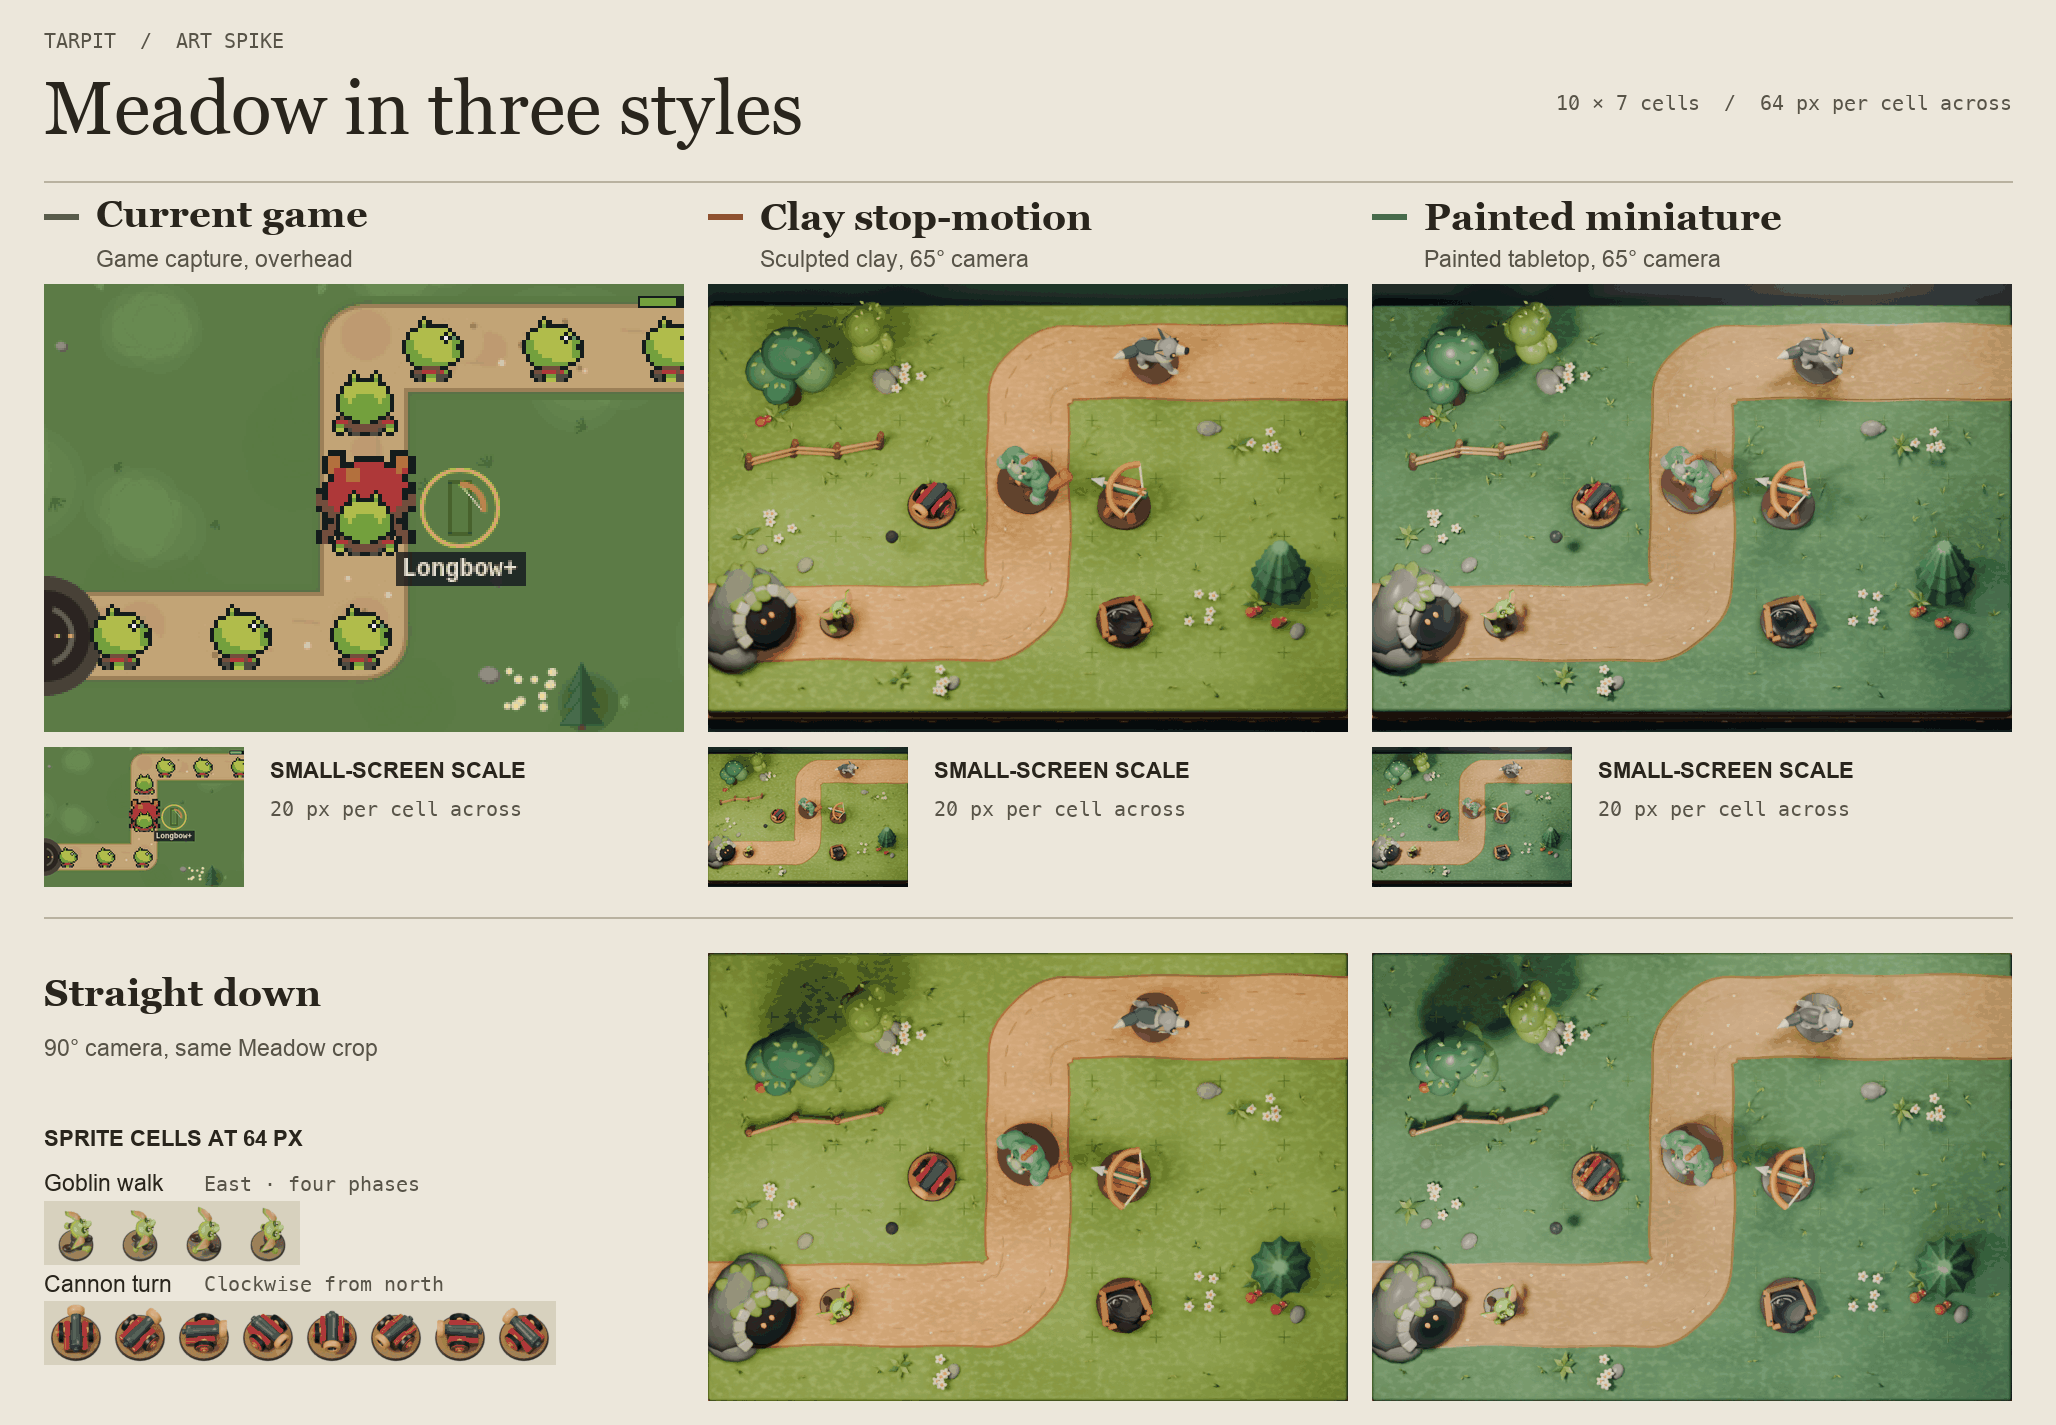 TARPIT / ART SPIKE
Meadow in three styles
10 × 7 cells / 64 px per cell across
Current game
Game capture, overhead
Clay stop-motion
Sculpted clay, 65° camera
Painted miniature
Painted tabletop, 65° camera
Longbow+
Longbow+
SMALL-SCREEN SCALE
20 px per cell across
SMALL-SCREEN SCALE
20 px per cell across
SMALL-SCREEN SCALE
20 px per cell across
Straight down
90° camera, same Meadow crop
SPRITE CELLS AT 64 PX
Goblin walk East · four phases
Cannon turn Clockwise from north